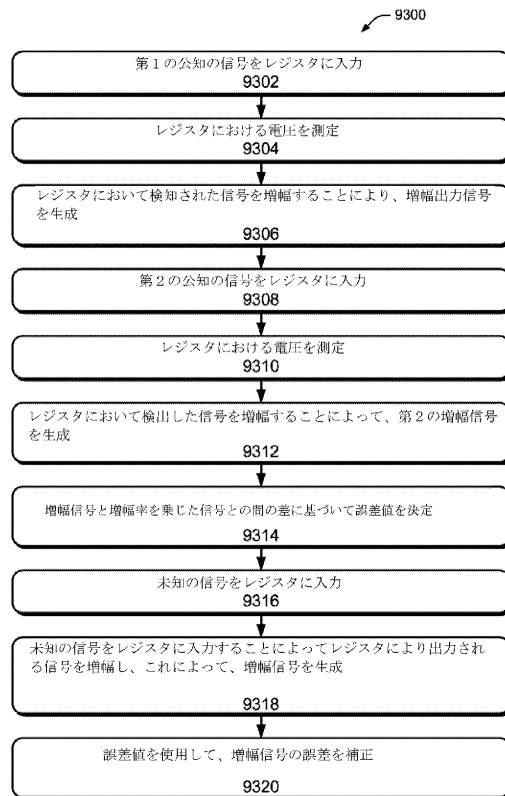 9300
第１の公知の信号をレジスタに入力
9302
レジスタにおける電圧を測定
9304
レジスタにおいて検知された信号を増幅することにより、増幅出力信号
を生成
9306
第２の公知の信号をレジスタに入力
9308
レジスタにおける電圧を測定
9310
レジスタにおいて検出した信号を増幅することによって、第２の増幅信号
を生成
9312
増幅信号と増幅率を乗じた信号との間の差に基づいて誤差値を決定
9314
未知の信号をレジスタに入力
9316
未知の信号をレジスタに入力することによってレジスタにより出力され
る信号を増幅し、これによって、増幅信号を生成
9318
誤差値を使用して、増幅信号の誤差を補正
9320